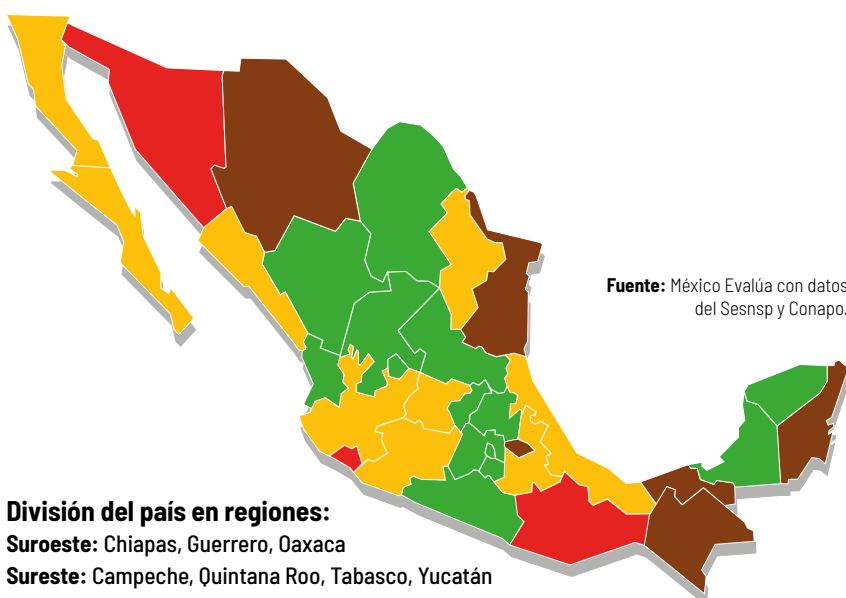 Fuente: México Evalúa con datos
del Sesnsp y Conapo.
División del país en regiones:
Suroeste: Chiapas, Guerrero, Oaxaca
Sureste: Campeche, Quintana Roo, Tabasco, Yucatán